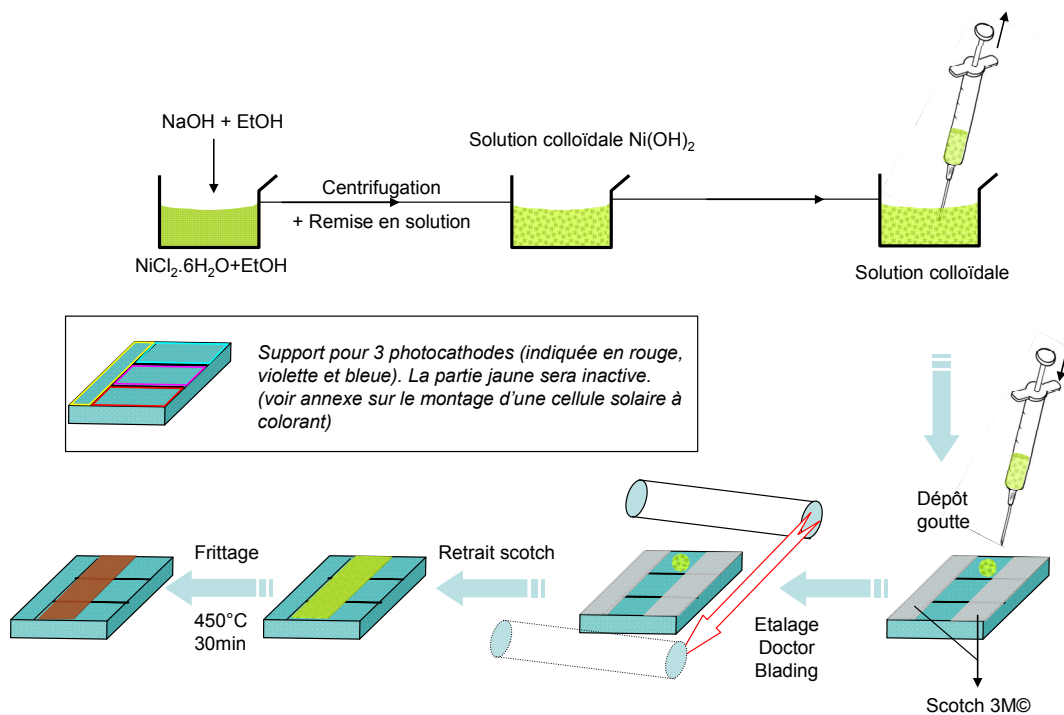 NaOH + EtOH
Solution colloïdale Ni(OH)₂
Centrifugation
+ Remise en solution
NiCl₂.6H₂O+EtOH
Solution colloïdale
Support pour 3 photocathodes (indiquée en rouge,
violette et bleue). La partie jaune sera inactive.
(voir annexe sur le montage d'une cellule solaire à
colorant)
Dépôt
goutte
Frittage
450°C
30min
Retrait scotch
Etalage
Doctor
Blading
Scotch 3M©